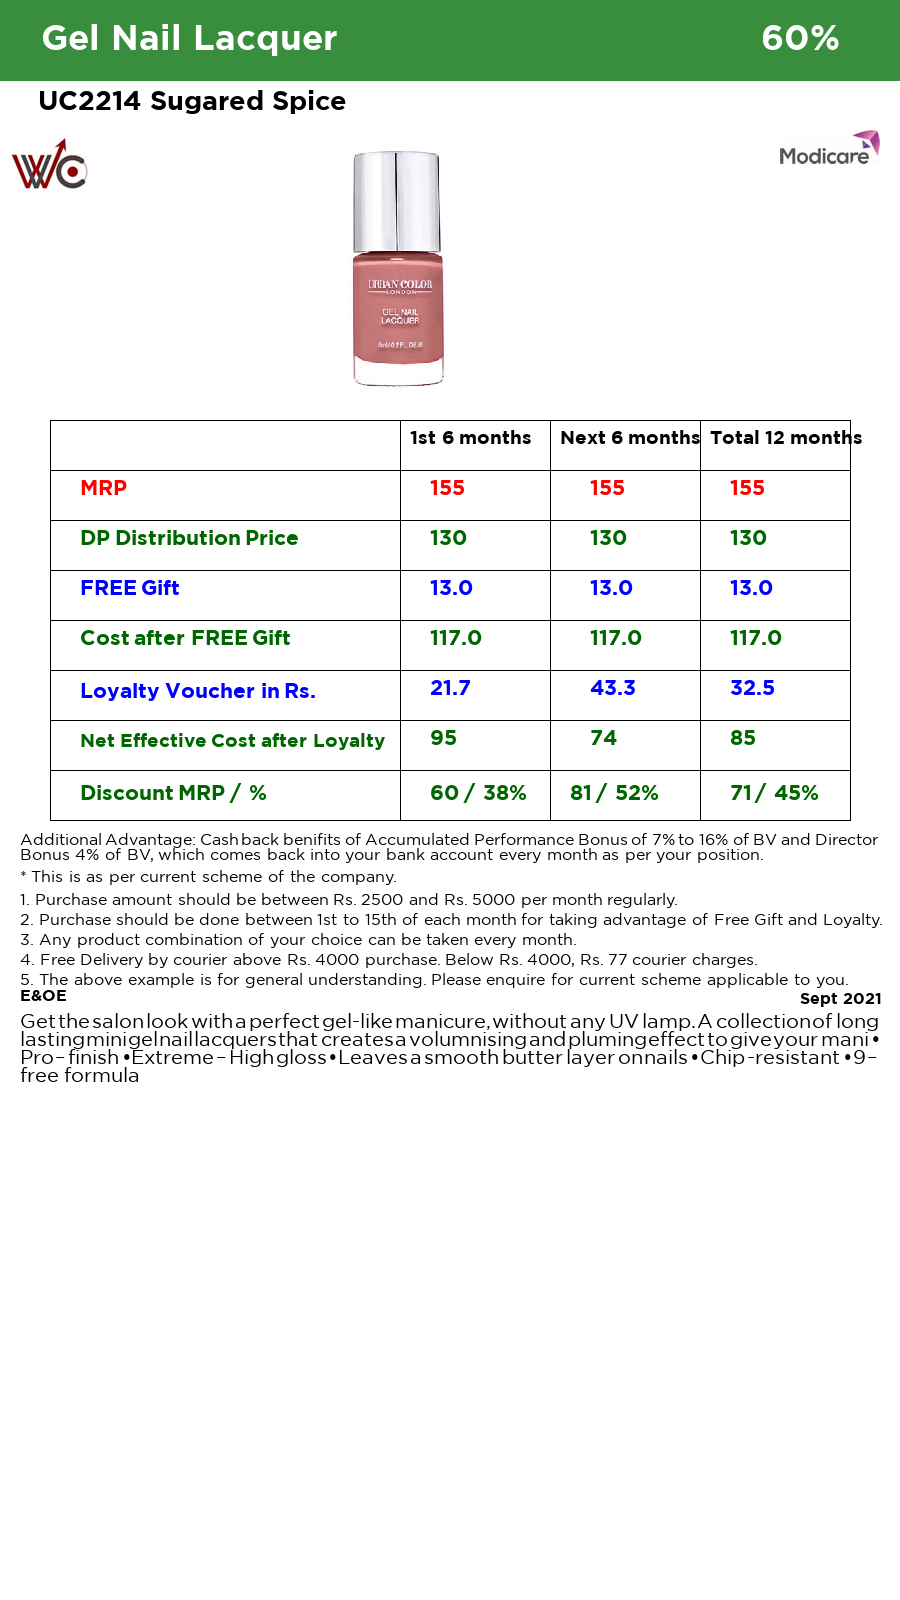 Gel Nail Lacquer 60%
UC2214 Sugared Spice
WC
Modicare
URBAN COLOR
LONDON
GEL NAIL
LACQUER
1st 6 months Next 6 months Total 12 months
MRP 155 155 155
DP Distribution Price 130 130 130
FREE Gift 13.0 13.0 13.0
Cost after FREE Gift 117.0 117.0 117.0
Loyalty Voucher in Rs. 21.7 43.3 32.5
Net Effective Cost after Loyalty 95 74 85
Discount MRP / % 60 / 38% 81 / 52% 71 / 45%
Additional Advantage: Cash back benifits of Accumulated Performance Bonus of 7% to 16% of BV and Director
Bonus 4% of BV, which comes back into your bank account every month as per your position.
* This is as per current scheme of the company.
1. Purchase amount should be between Rs. 2500 and Rs. 5000 per month regularly.
2. Purchase should be done between 1st to 15th of each month for taking advantage of Free Gift and Loyalty.
3. Any product combination of your choice can be taken every month.
4. Free Delivery by courier above Rs. 4000 purchase. Below Rs. 4000, Rs. 77 courier charges.
5. The above example is for general understanding. Please enquire for current scheme applicable to you.
E&OE Sept 2021
Get the salon look with a perfect gel-like manicure, without any UV lamp. A collection of long
lasting mini gel nail lacquers that creates a volumnising and pluming effect to give your mani •
Pro – finish • Extreme – High gloss • Leaves a smooth butter layer on nails • Chip -resistant • 9 –
free formula